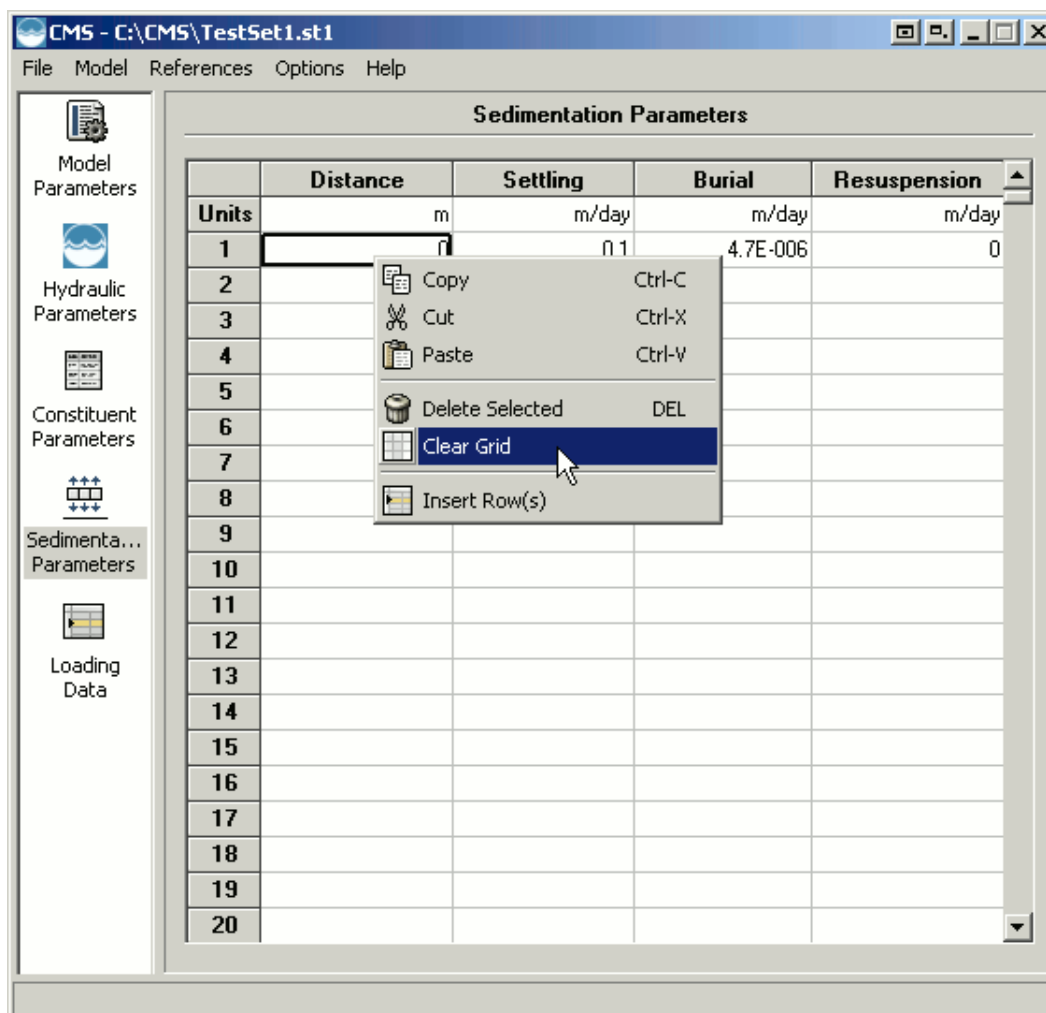 CMS - C:\CMS\TestSet1.st1
File Model References Options Help
Model
Parameters
Hydraulic
Parameters
Constituent
Parameters
Sedimenta...
Parameters
Loading
Data
Sedimentation Parameters
Distance Settling Burial Resuspension
Units m m/day m/day m/day
1 0 0.1 4.7E-006 0
2
3
4
5
6
7
8
9
10
11
12
13
14
15
16
17
18
19
20
Copy Ctrl-C
Cut Ctrl-X
Paste Ctrl-V
Delete Selected DEL
Clear Grid
Insert Row(s)